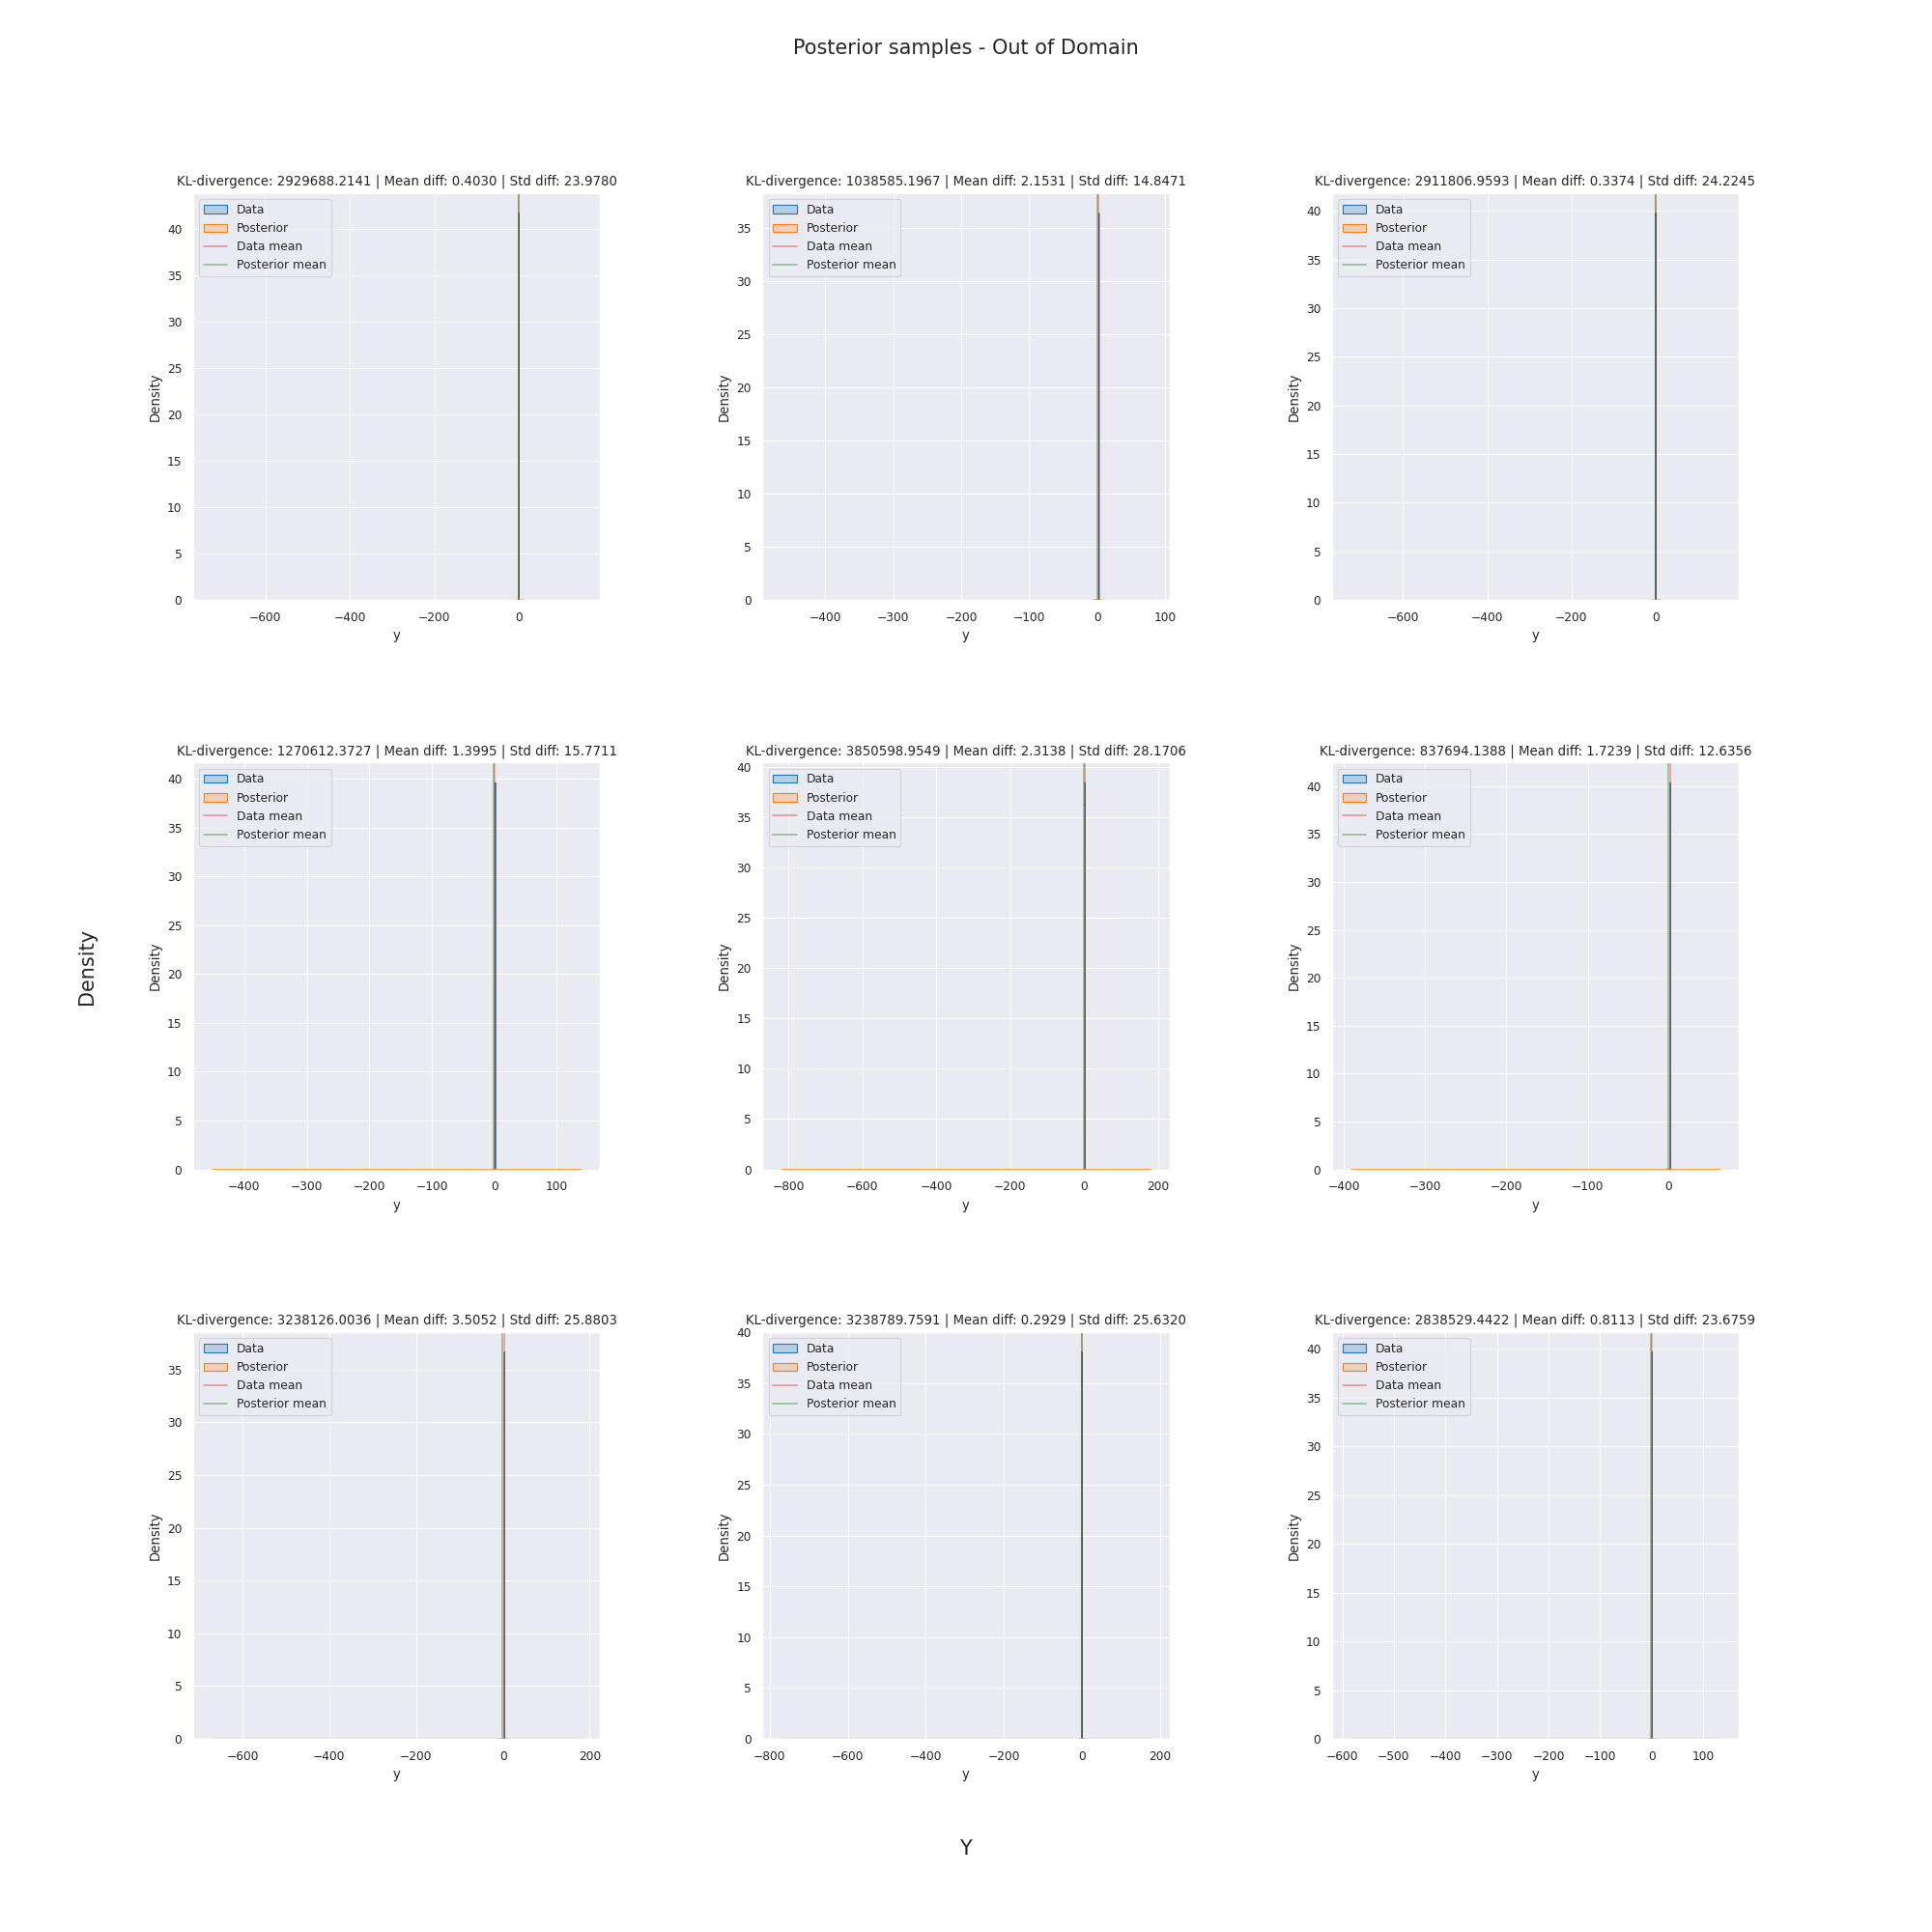 Posterior samples - Out of Domain
KL-divergence: 2929688.2141 | Mean diff: 0.4030 | Std diff: 23.9780
Data
Posterior
Data mean
Posterior mean
40
35
30
25
20
15
10
5
0
Density
−600
−400
−200
0
y
KL-divergence: 1038585.1967 | Mean diff: 2.1531 | Std diff: 14.8471
Data
Posterior
Data mean
Posterior mean
35
30
25
20
15
10
5
0
Density
−400
−300
−200
−100
0
100
y
KL-divergence: 2911806.9593 | Mean diff: 0.3374 | Std diff: 24.2245
Data
Posterior
Data mean
Posterior mean
40
35
30
25
20
15
10
5
0
Density
−600
−400
−200
0
y
Density
KL-divergence: 1270612.3727 | Mean diff: 1.3995 | Std diff: 15.7711
Data
Posterior
Data mean
Posterior mean
40
35
30
25
20
15
10
5
0
Density
−400
−300
−200
−100
0
100
y
KL-divergence: 3850598.9549 | Mean diff: 2.3138 | Std diff: 28.1706
Data
Posterior
Data mean
Posterior mean
40
35
30
25
20
15
10
5
0
Density
−800
−600
−400
−200
0
200
y
KL-divergence: 837694.1388 | Mean diff: 1.7239 | Std diff: 12.6356
Data
Posterior
Data mean
Posterior mean
40
35
30
25
20
15
10
5
0
Density
−400
−300
−200
−100
0
y
KL-divergence: 3238126.0036 | Mean diff: 3.5052 | Std diff: 25.8803
Data
Posterior
Data mean
Posterior mean
35
30
25
20
15
10
5
0
Density
−600
−400
−200
0
200
y
KL-divergence: 3238789.7591 | Mean diff: 0.2929 | Std diff: 25.6320
Data
Posterior
Data mean
Posterior mean
40
35
30
25
20
15
10
5
0
Density
−800
−600
−400
−200
0
200
y
KL-divergence: 2838529.4422 | Mean diff: 0.8113 | Std diff: 23.6759
Data
Posterior
Data mean
Posterior mean
40
35
30
25
20
15
10
5
0
Density
−600
−500
−400
−300
−200
−100
0
100
y
Y